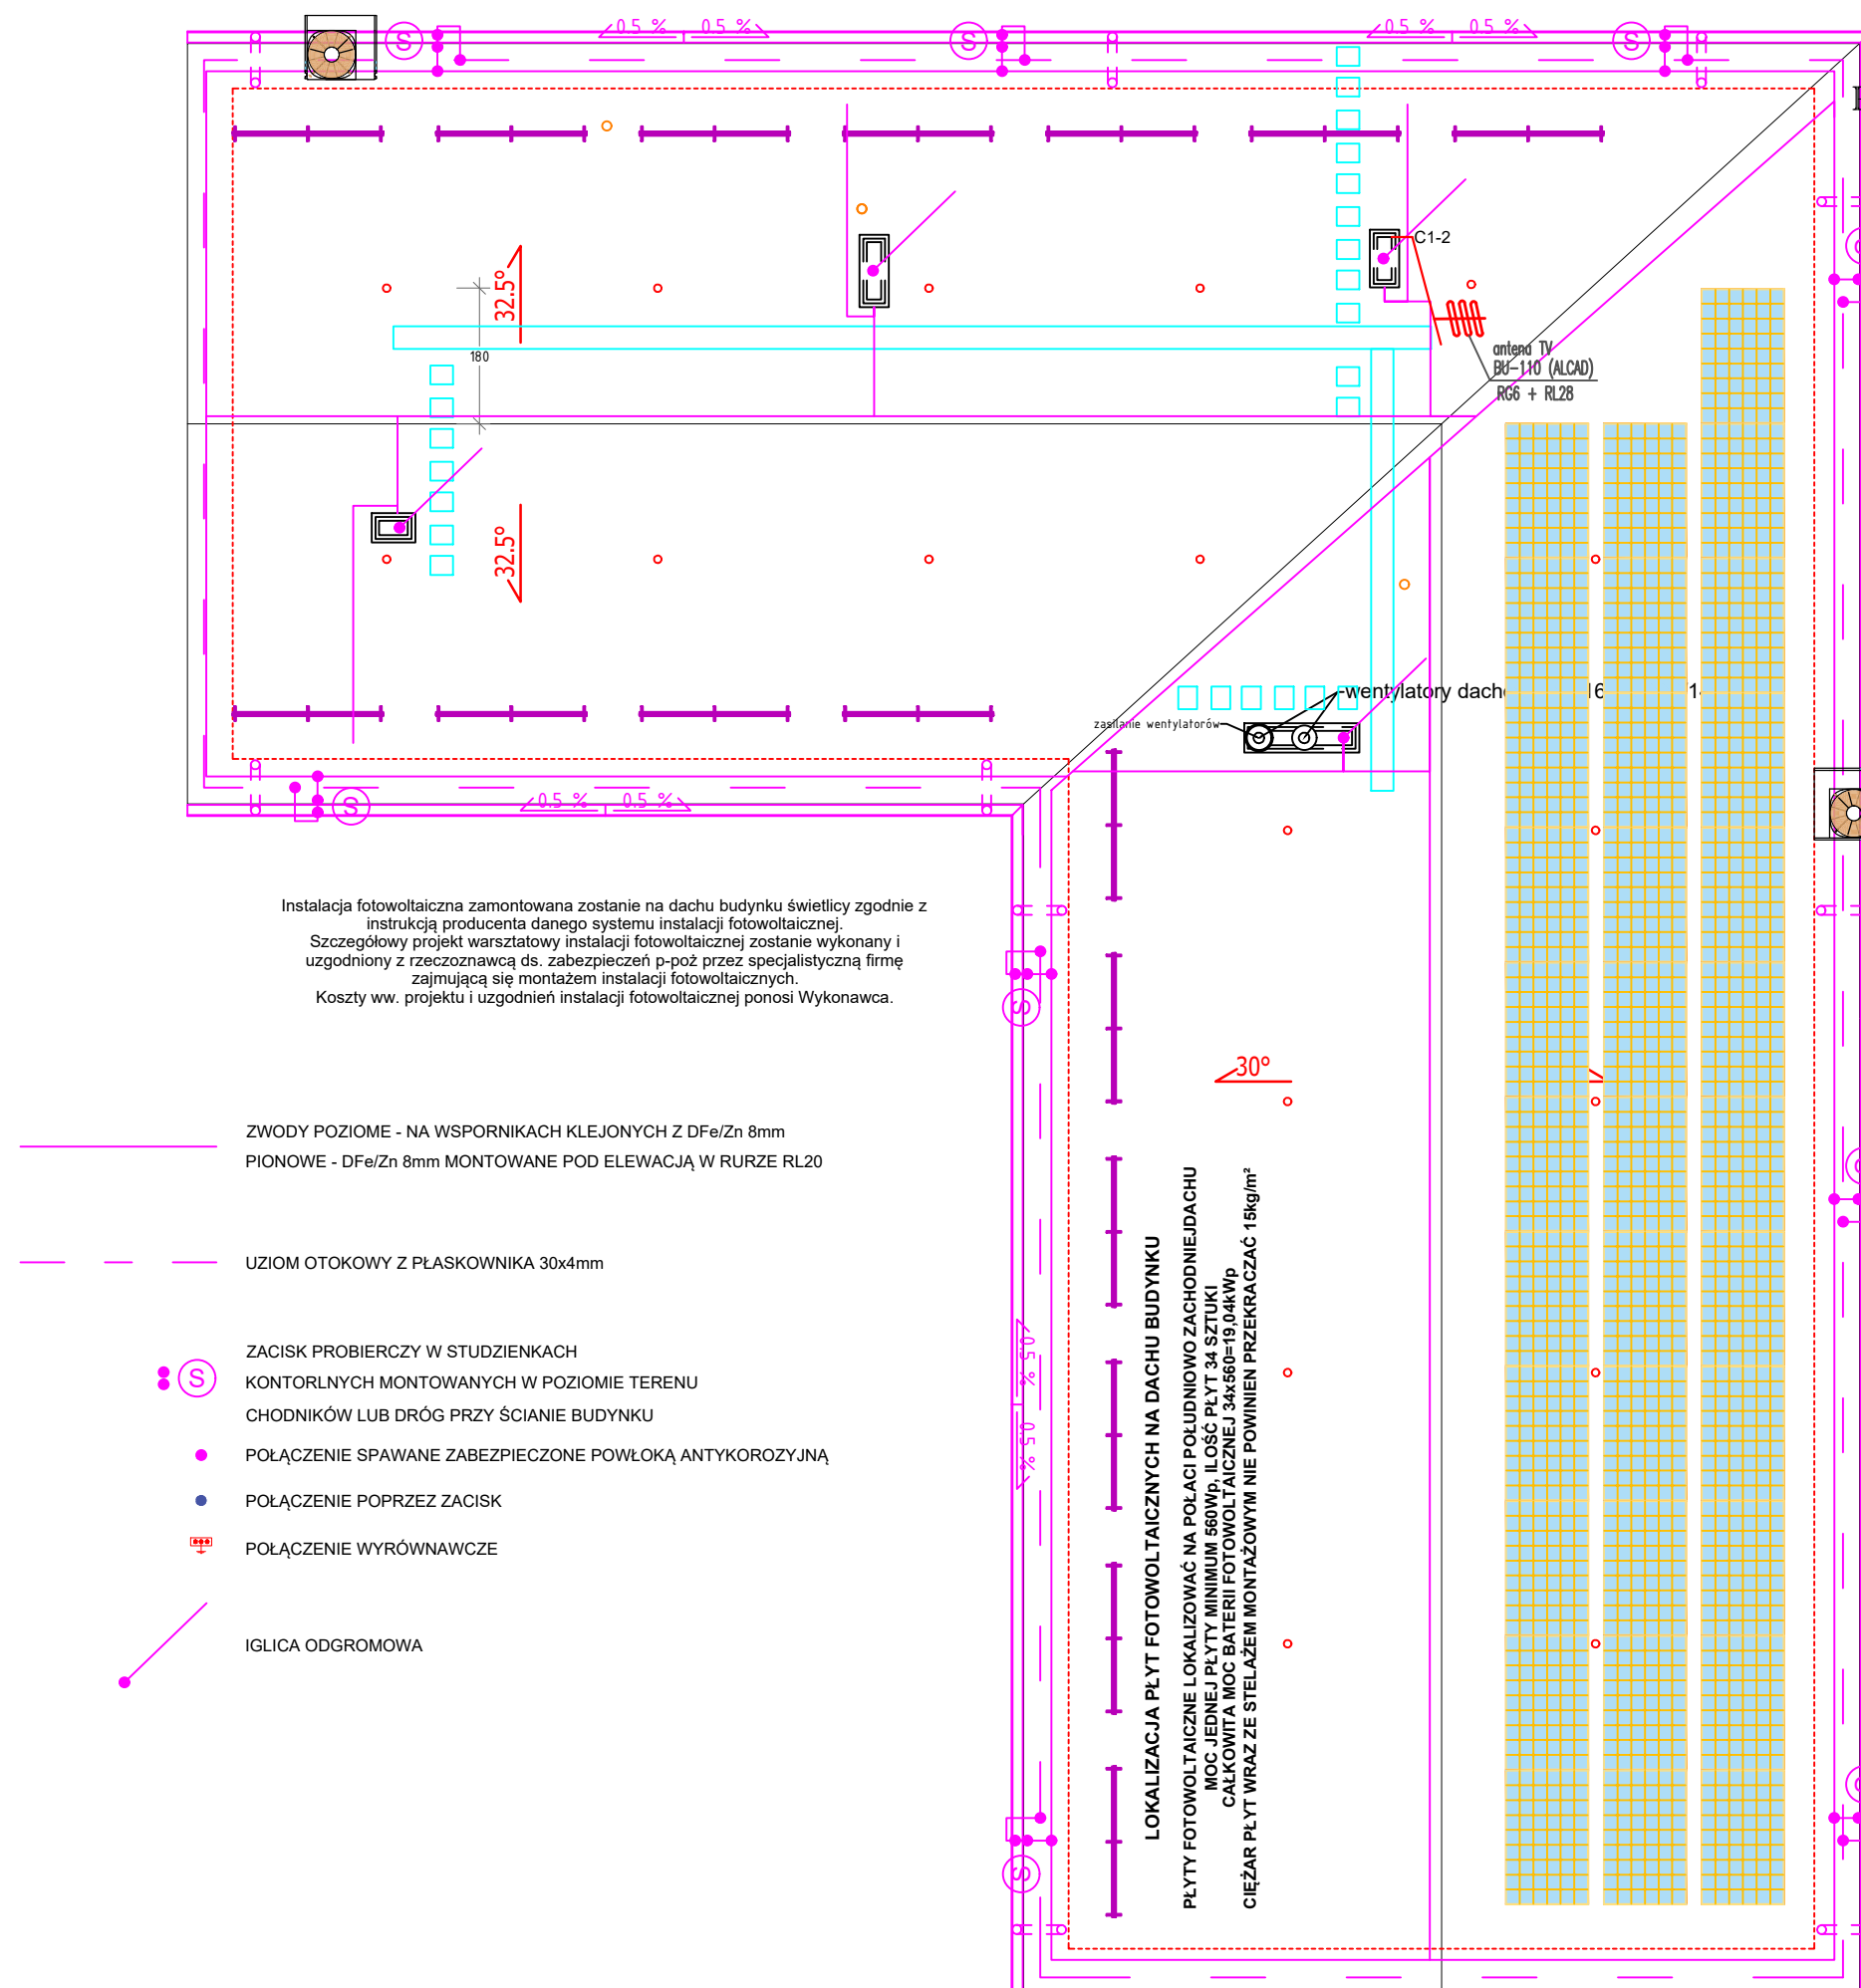 0.5 % 0.5 %
0.5 % 0.5 %
S
S
S
C1-2
32.5°
180
antena TV
BU-110 (ALCAD)
RG6 + RL28
32.5°
wentylatory dach
16
1
zasilanie wentylatorów
0.5 % 0.5 %
S
Instalacja fotowoltaiczna zamontowana zostanie na dachu budynku świetlicy zgodnie z
instrukcją producenta danego systemu instalacji fotowoltaicznej.
Szczegółowy projekt warsztatowy instalacji fotowoltaicznej zostanie wykonany i
uzgodniony z rzeczoznawcą ds. zabezpieczeń p-poż przez specjalistyczną firmę
zajmującą się montażem instalacji fotowoltaicznych.
Koszty ww. projektu i uzgodnień instalacji fotowoltaicznej ponosi Wykonawca.
S
30°
ZWODY POZIOME - NA WSPORNIKACH KLEJONYCH Z DFe/Zn 8mm
PIONOWE - DFe/Zn 8mm MONTOWANE POD ELEWACJĄ W RURZE RL20
UZIOM OTOKOWY Z PŁASKOWNIKA 30x4mm
ZACISK PROBIERCZY W STUDZIENKACH
S
KONTORLNYCH MONTOWANYCH W POZIOMIE TERENU
CHODNIKÓW LUB DRÓG PRZY ŚCIANIE BUDYNKU
POŁĄCZENIE SPAWANE ZABEZPIECZONE POWŁOKĄ ANTYKOROZYJNĄ
POŁĄCZENIE POPRZEZ ZACISK
POŁĄCZENIE WYRÓWNAWCZE
IGLICA ODGROMOWA
0.5 % 0.5 %
S
LOKALIZACJA PŁYT FOTOWOLTAICZNYCH NA DACHU BUDYNKU
PŁYTY FOTOWOLTAICZNE LOKALIZOWAĆ NA POŁACI POŁUDNIOWO ZACHODNIEJDACHU
MOC JEDNEJ PŁYTY MINIMUM 560Wp, ILOŚĆ PŁYT 34 SZTUKI
CAŁKOWITA MOC BATERII FOTOWOLTAICZNEJ 34x560=19,04kWp
CIĘŻAR PŁYT WRAZ ZE STELAŻEM MONTAŻOWYM NIE POWINIEN PRZEKRACZAĆ 15kg/m²